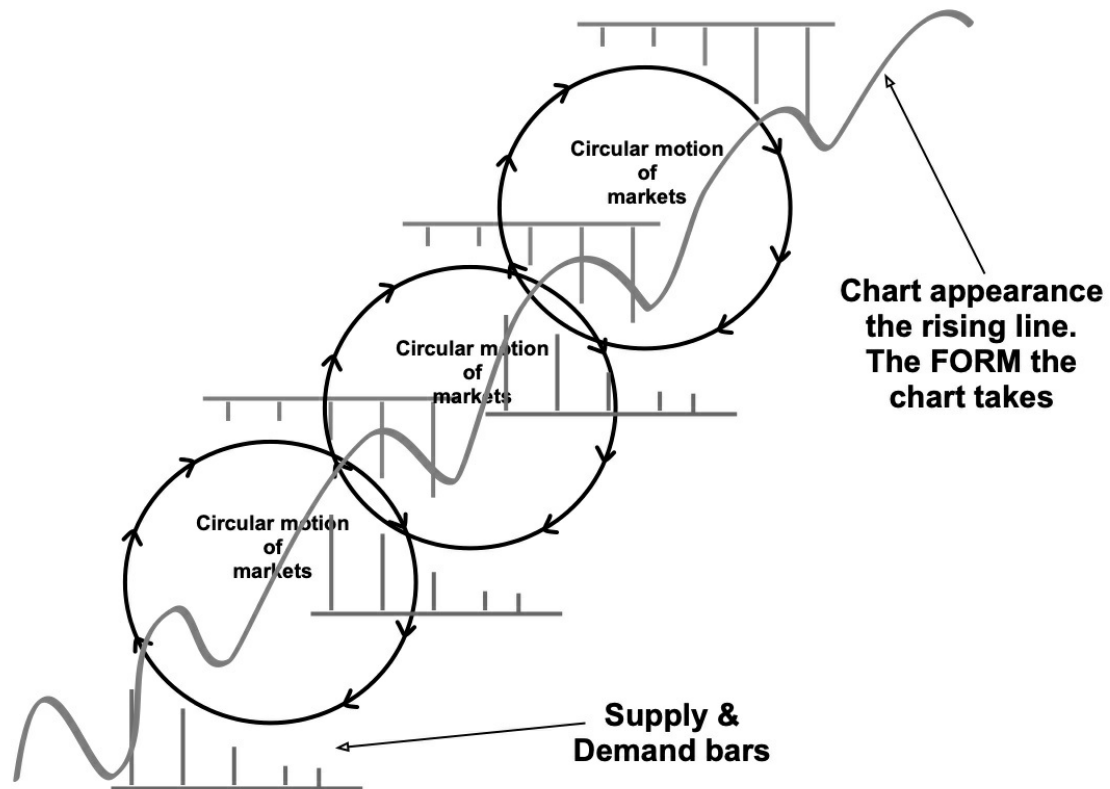 Circular motion
of
markets
Chart appearance
the rising line.
The FORM the
chart takes
Circular motion
of
markets
Circular motion
of
markets
Supply &
Demand bars